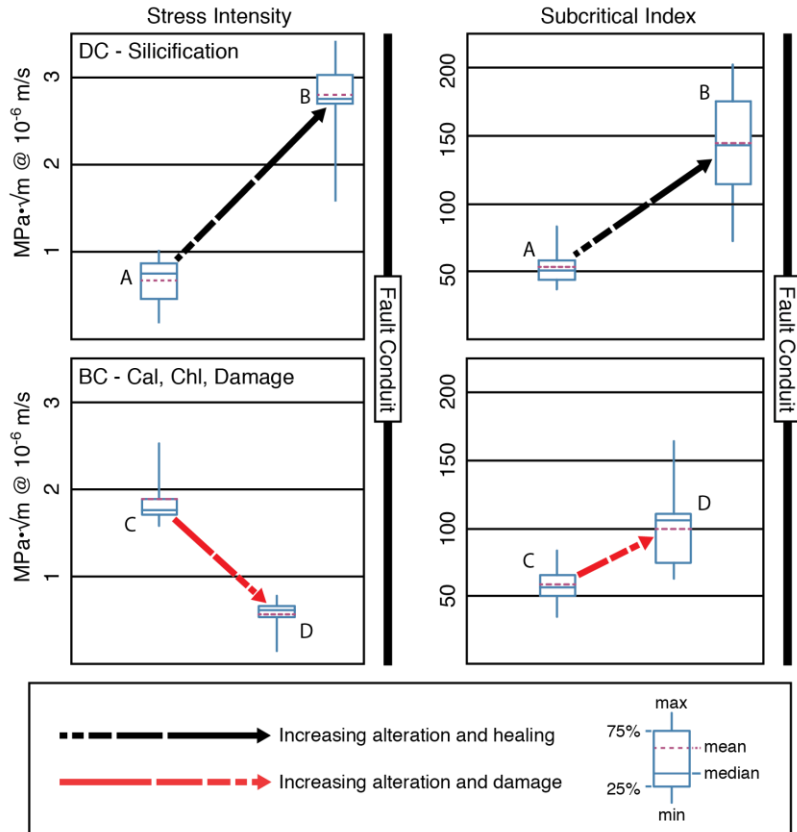 Stress Intensity
Subcritical Index
DC - Silicification
MPa•√m @ 10⁻⁶ m/s
3
2
1
A
B
Fault Conduit
200
150
100
50
A
B
Fault Conduit
BC - Cal, Chl, Damage
MPa•√m @ 10⁻⁶ m/s
3
2
1
C
D
200
150
100
50
C
D
Increasing alteration and healing
Increasing alteration and damage
max
75%
mean
median
25%
min